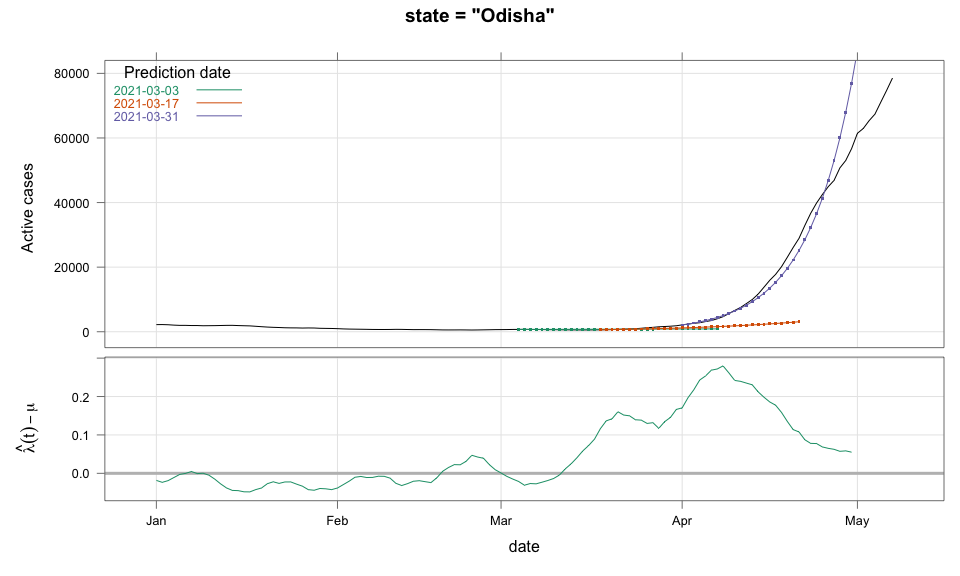 state = "Odisha"
Prediction date
2021-03-03
2021-03-17
2021-03-31
80000
60000
40000
20000
0
Active cases
0.2
0.1
0.0
λ̂(t) − μ
Jan Feb Mar Apr May
date